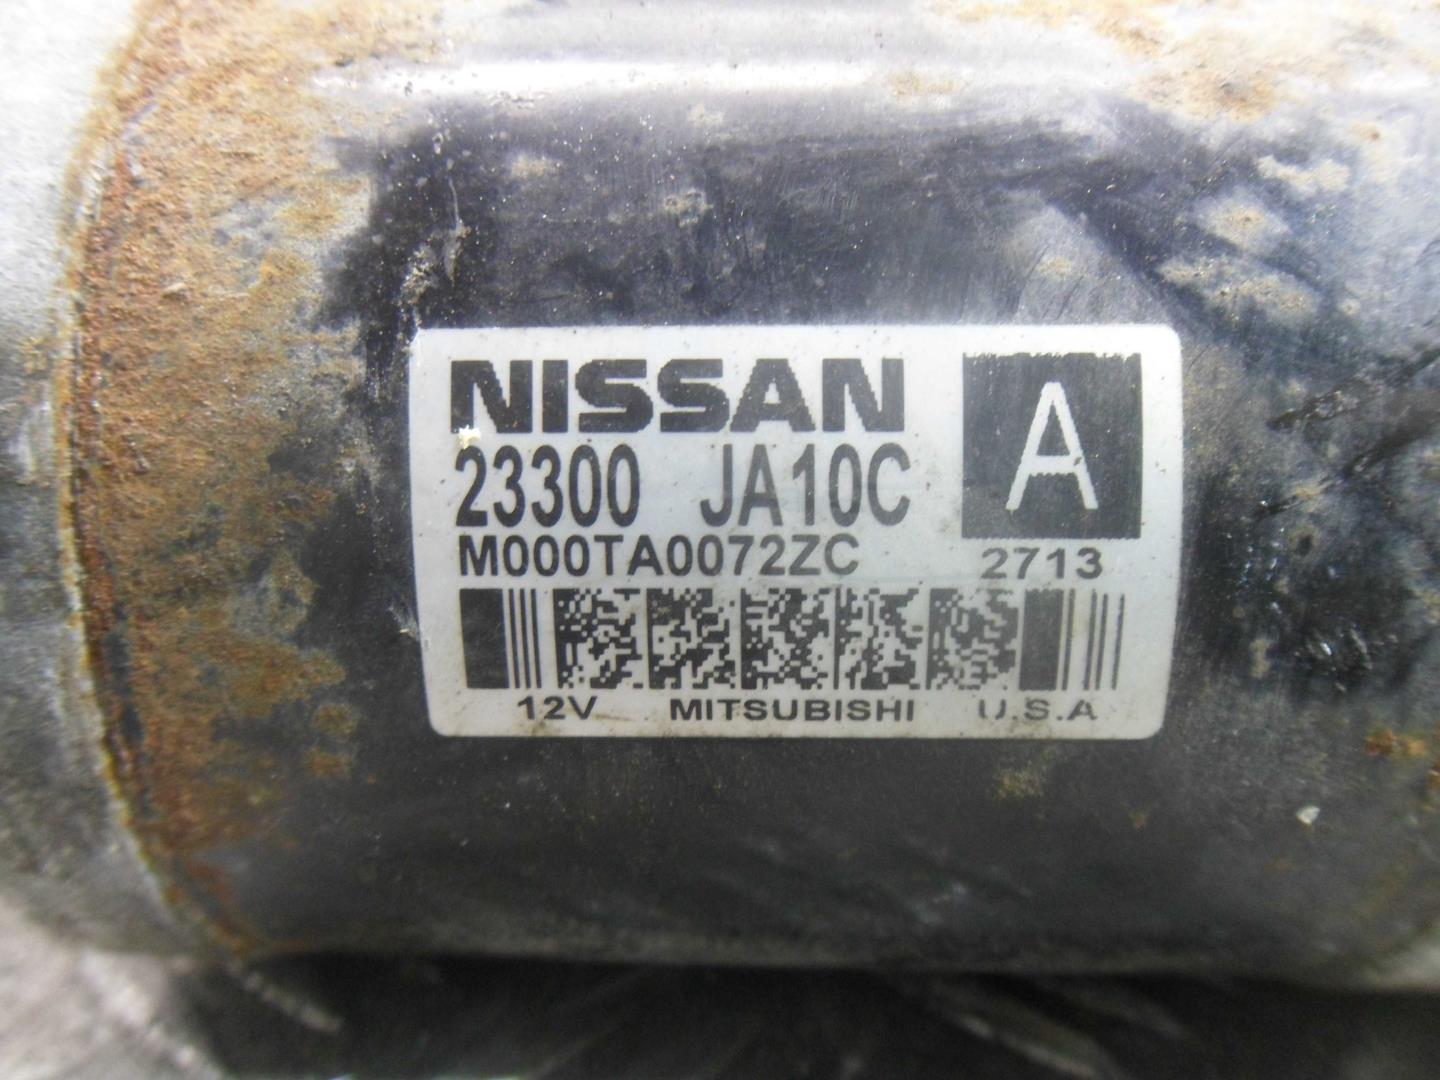 NISSAN
A
23300 JA10C
M000TA0072ZC
2713
12V MITSUBISHI U.S.A